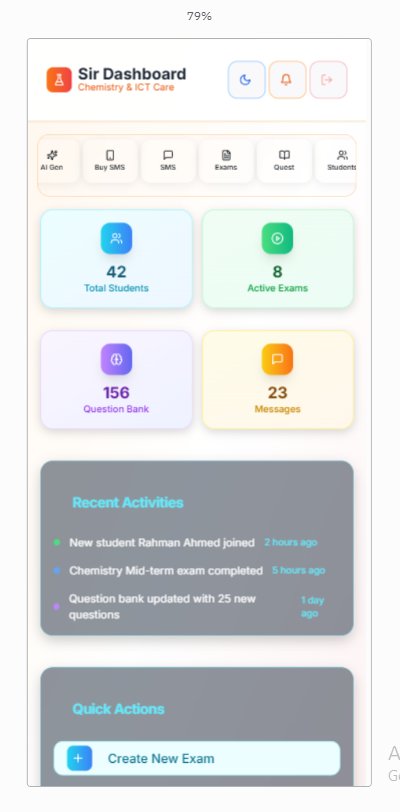 79%
Sir Dashboard
Chemistry & ICT Care
AI Gen
Buy SMS
SMS
Exams
Quest
Students
42
Total Students
8
Active Exams
156
Question Bank
23
Messages
Recent Activities
New student Rahman Ahmed joined 2 hours ago
Chemistry Mid-term exam completed 5 hours ago
Question bank updated with 25 new
questions
1 day
ago
Quick Actions
Create New Exam
A
Go